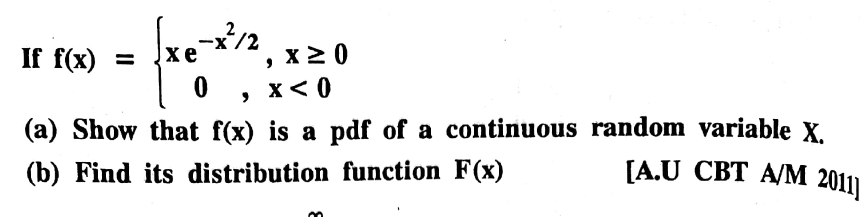 If f(x) = { x e^{-x²/2} , x ≥ 0
0 , x < 0
(a) Show that f(x) is a pdf of a continuous random variable X.
(b) Find its distribution function F(x) [A.U CBT A/M 2011]